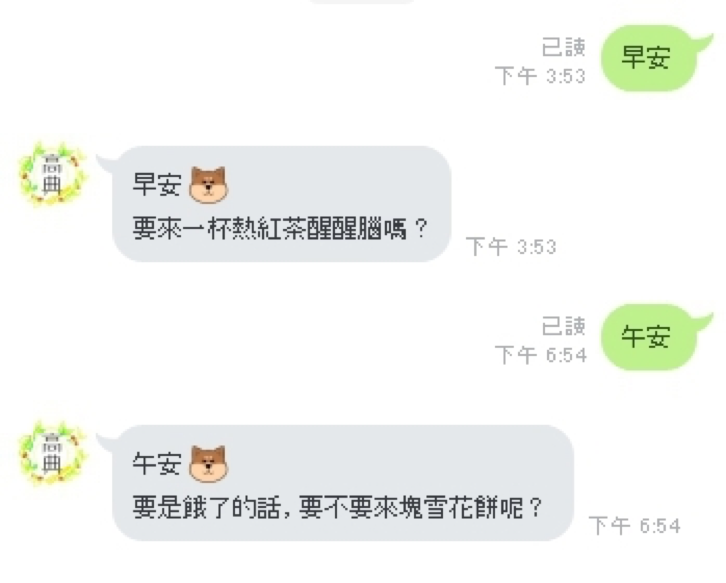 已讀
下午 3:53
早安
高典
早安
要來一杯熱紅茶醒醒腦嗎？
下午 3:53
已讀
下午 6:54
午安
高典
午安
要是餓了的話，要不要來塊雪花餅呢？
下午 6:54